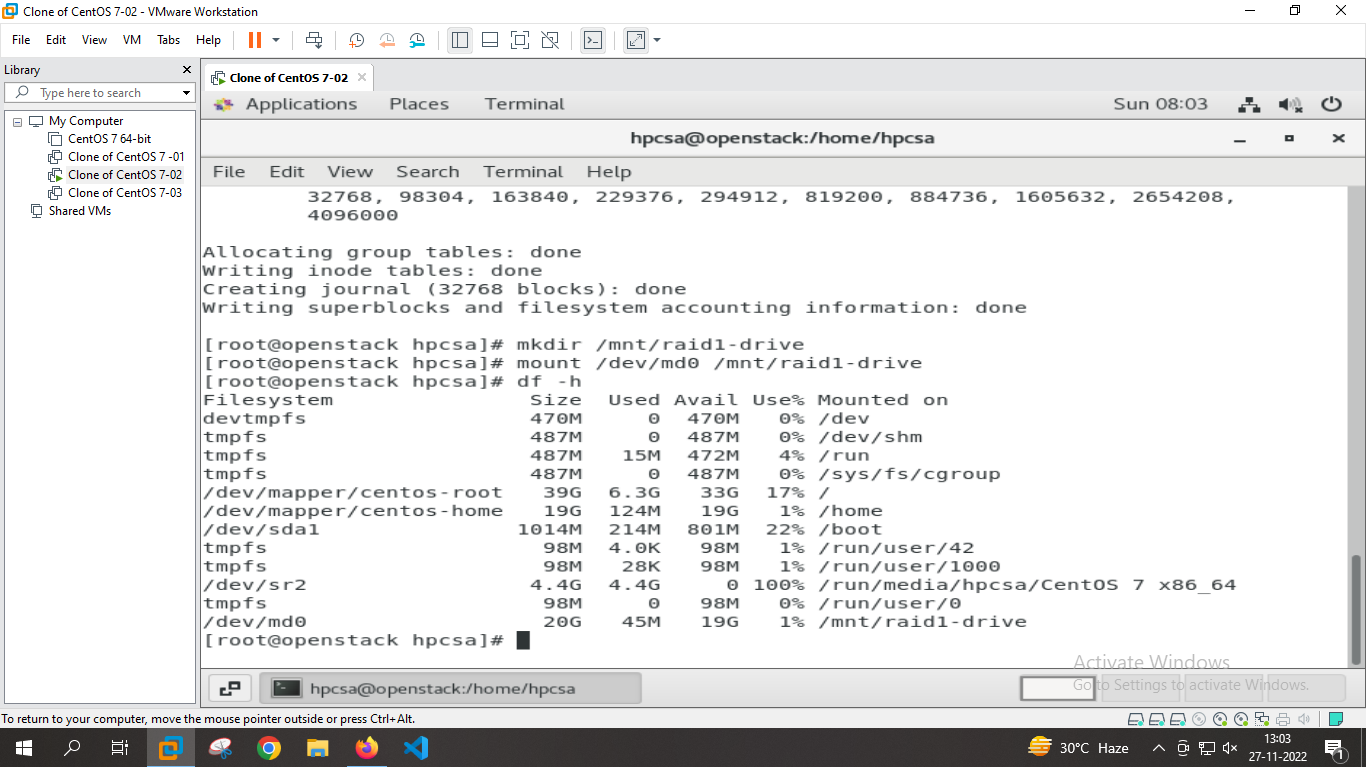 Clone of CentOS 7-02 - VMware Workstation
File Edit View VM Tabs Help
Library
Type here to search
My Computer
CentOS 7 64-bit
Clone of CentOS 7 -01
Clone of CentOS 7-02
Clone of CentOS 7-03
Shared VMs
Clone of CentOS 7-02
Applications Places Terminal Sun 08:03
hpcsa@openstack:/home/hpcsa
File Edit View Search Terminal Help
32768, 98304, 163840, 229376, 294912, 819200, 884736, 1605632, 2654208,
4096000
Allocating group tables: done
Writing inode tables: done
Creating journal (32768 blocks): done
Writing superblocks and filesystem accounting information: done
[root@openstack hpcsa]# mkdir /mnt/raid1-drive
[root@openstack hpcsa]# mount /dev/md0 /mnt/raid1-drive
[root@openstack hpcsa]# df -h
Filesystem Size Used Avail Use% Mounted on
devtmpfs 470M 0 470M 0% /dev
tmpfs 487M 0 487M 0% /dev/shm
tmpfs 487M 15M 472M 4% /run
tmpfs 487M 0 487M 0% /sys/fs/cgroup
/dev/mapper/centos-root 39G 6.3G 33G 17% /
/dev/mapper/centos-home 19G 124M 19G 1% /home
/dev/sda1 1014M 214M 801M 22% /boot
tmpfs 98M 4.0K 98M 1% /run/user/42
tmpfs 98M 28K 98M 1% /run/user/1000
/dev/sr2 4.4G 4.4G 0 100% /run/media/hpcsa/CentOS 7 x86_64
tmpfs 98M 0 98M 0% /run/user/0
/dev/md0 20G 45M 19G 1% /mnt/raid1-drive
[root@openstack hpcsa]#
Activate Windows
Go to Settings to activate Windows.
hpcsa@openstack:/home/hpcsa
To return to your computer, move the mouse pointer outside or press Ctrl+Alt.
30°C Haze
13:03
27-11-2022
1